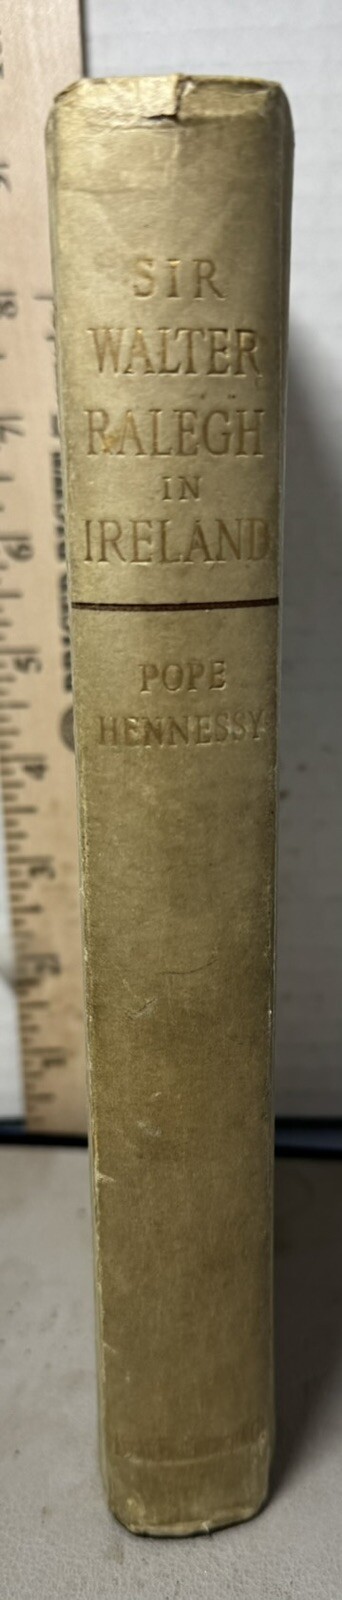 SIR
WALTER
RALEGH
IN
IRELAND
POPE
HENNESSY